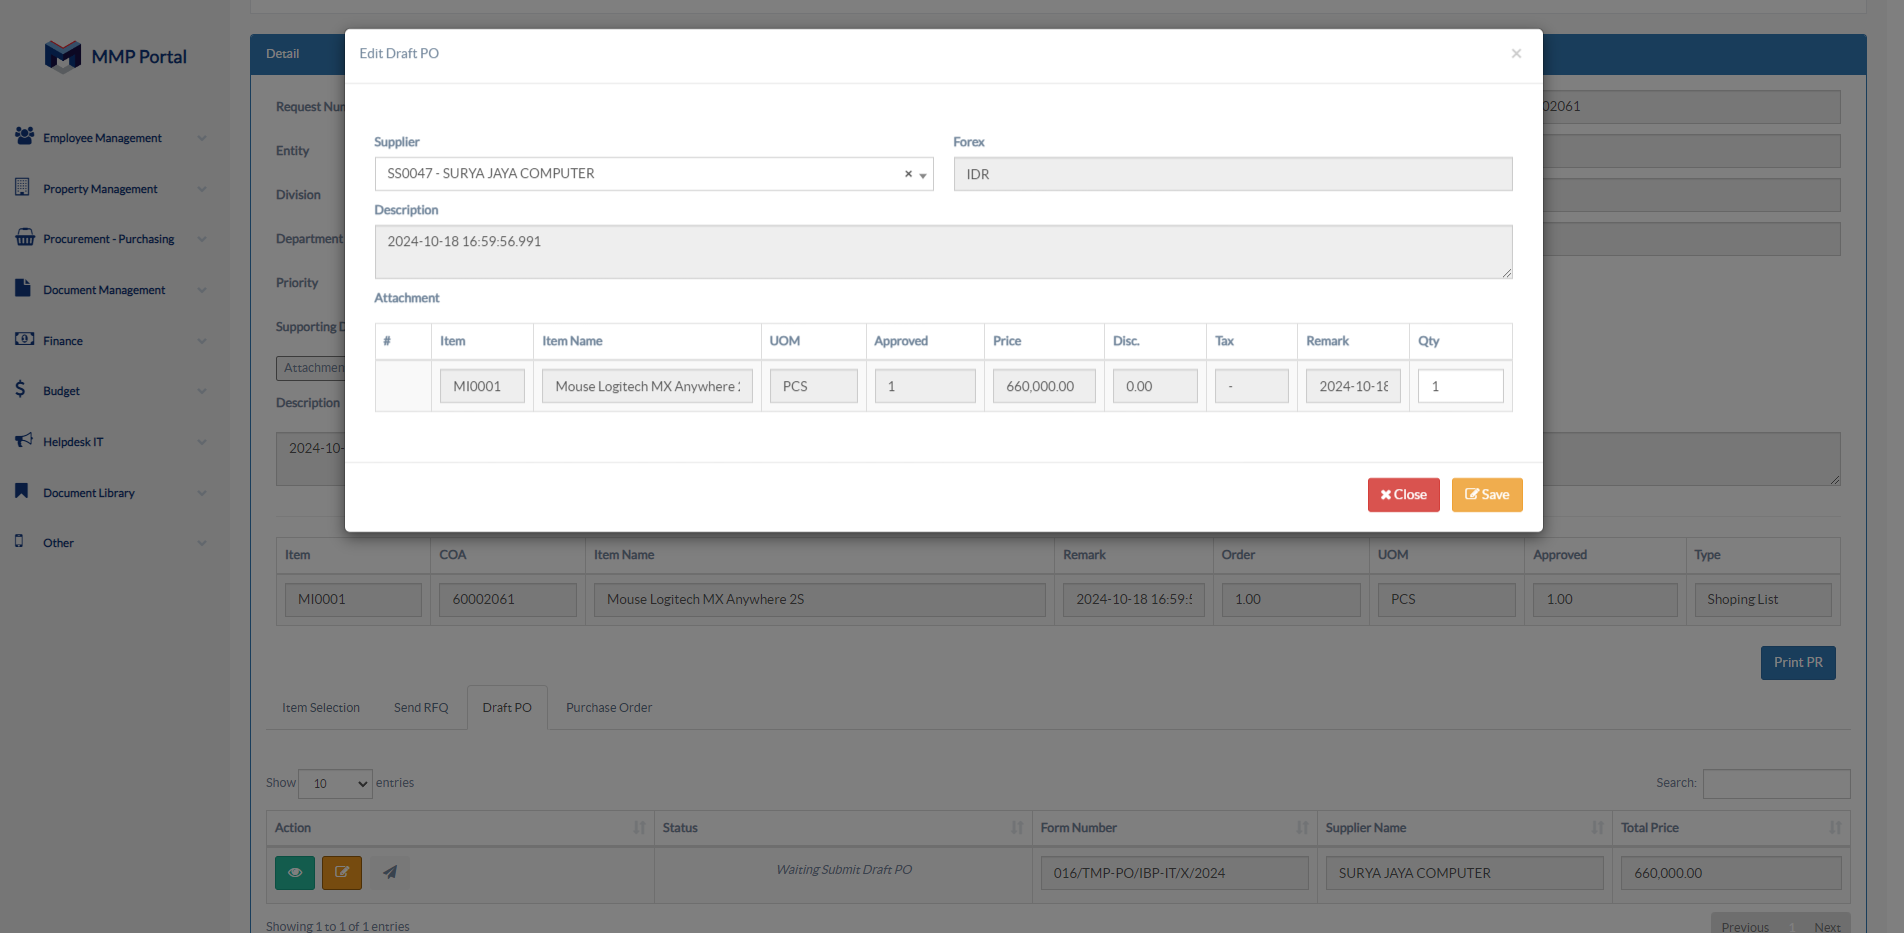 MMP Portal
Employee Management
Property Management
Procurement - Purchasing
Document Management
Finance
Budget
Helpdesk IT
Document Library
Other
Detail
Edit Draft PO
×
Request Num
02061
Entity
Division
Department
Priority
Supporting D
Attachmen
Description
2024-10-
Supplier
Forex
SS0047 - SURYA JAYA COMPUTER
×
IDR
Description
2024-10-18 16:59:56.991
Attachment
# Item Item Name UOM Approved Price Disc. Tax Remark Qty
MI0001 Mouse Logitech MX Anywhere PCS 1 660,000.00 0.00 - 2024-10-18 1
Close Save
Item COA Item Name Remark Order UOM Approved Type
MI0001 60002061 Mouse Logitech MX Anywhere 2S 2024-10-18 16:59: 1.00 PCS 1.00 Shoping List
Print PR
Item Selection Send RFQ Draft PO Purchase Order
Show 10 entries Search:
Action Status Form Number Supplier Name Total Price
Waiting Submit Draft PO 016/TMP-PO/IBP-IT/X/2024 SURYA JAYA COMPUTER 660,000.00
Showing 1 to 1 of 1 entries Previous 1 Next